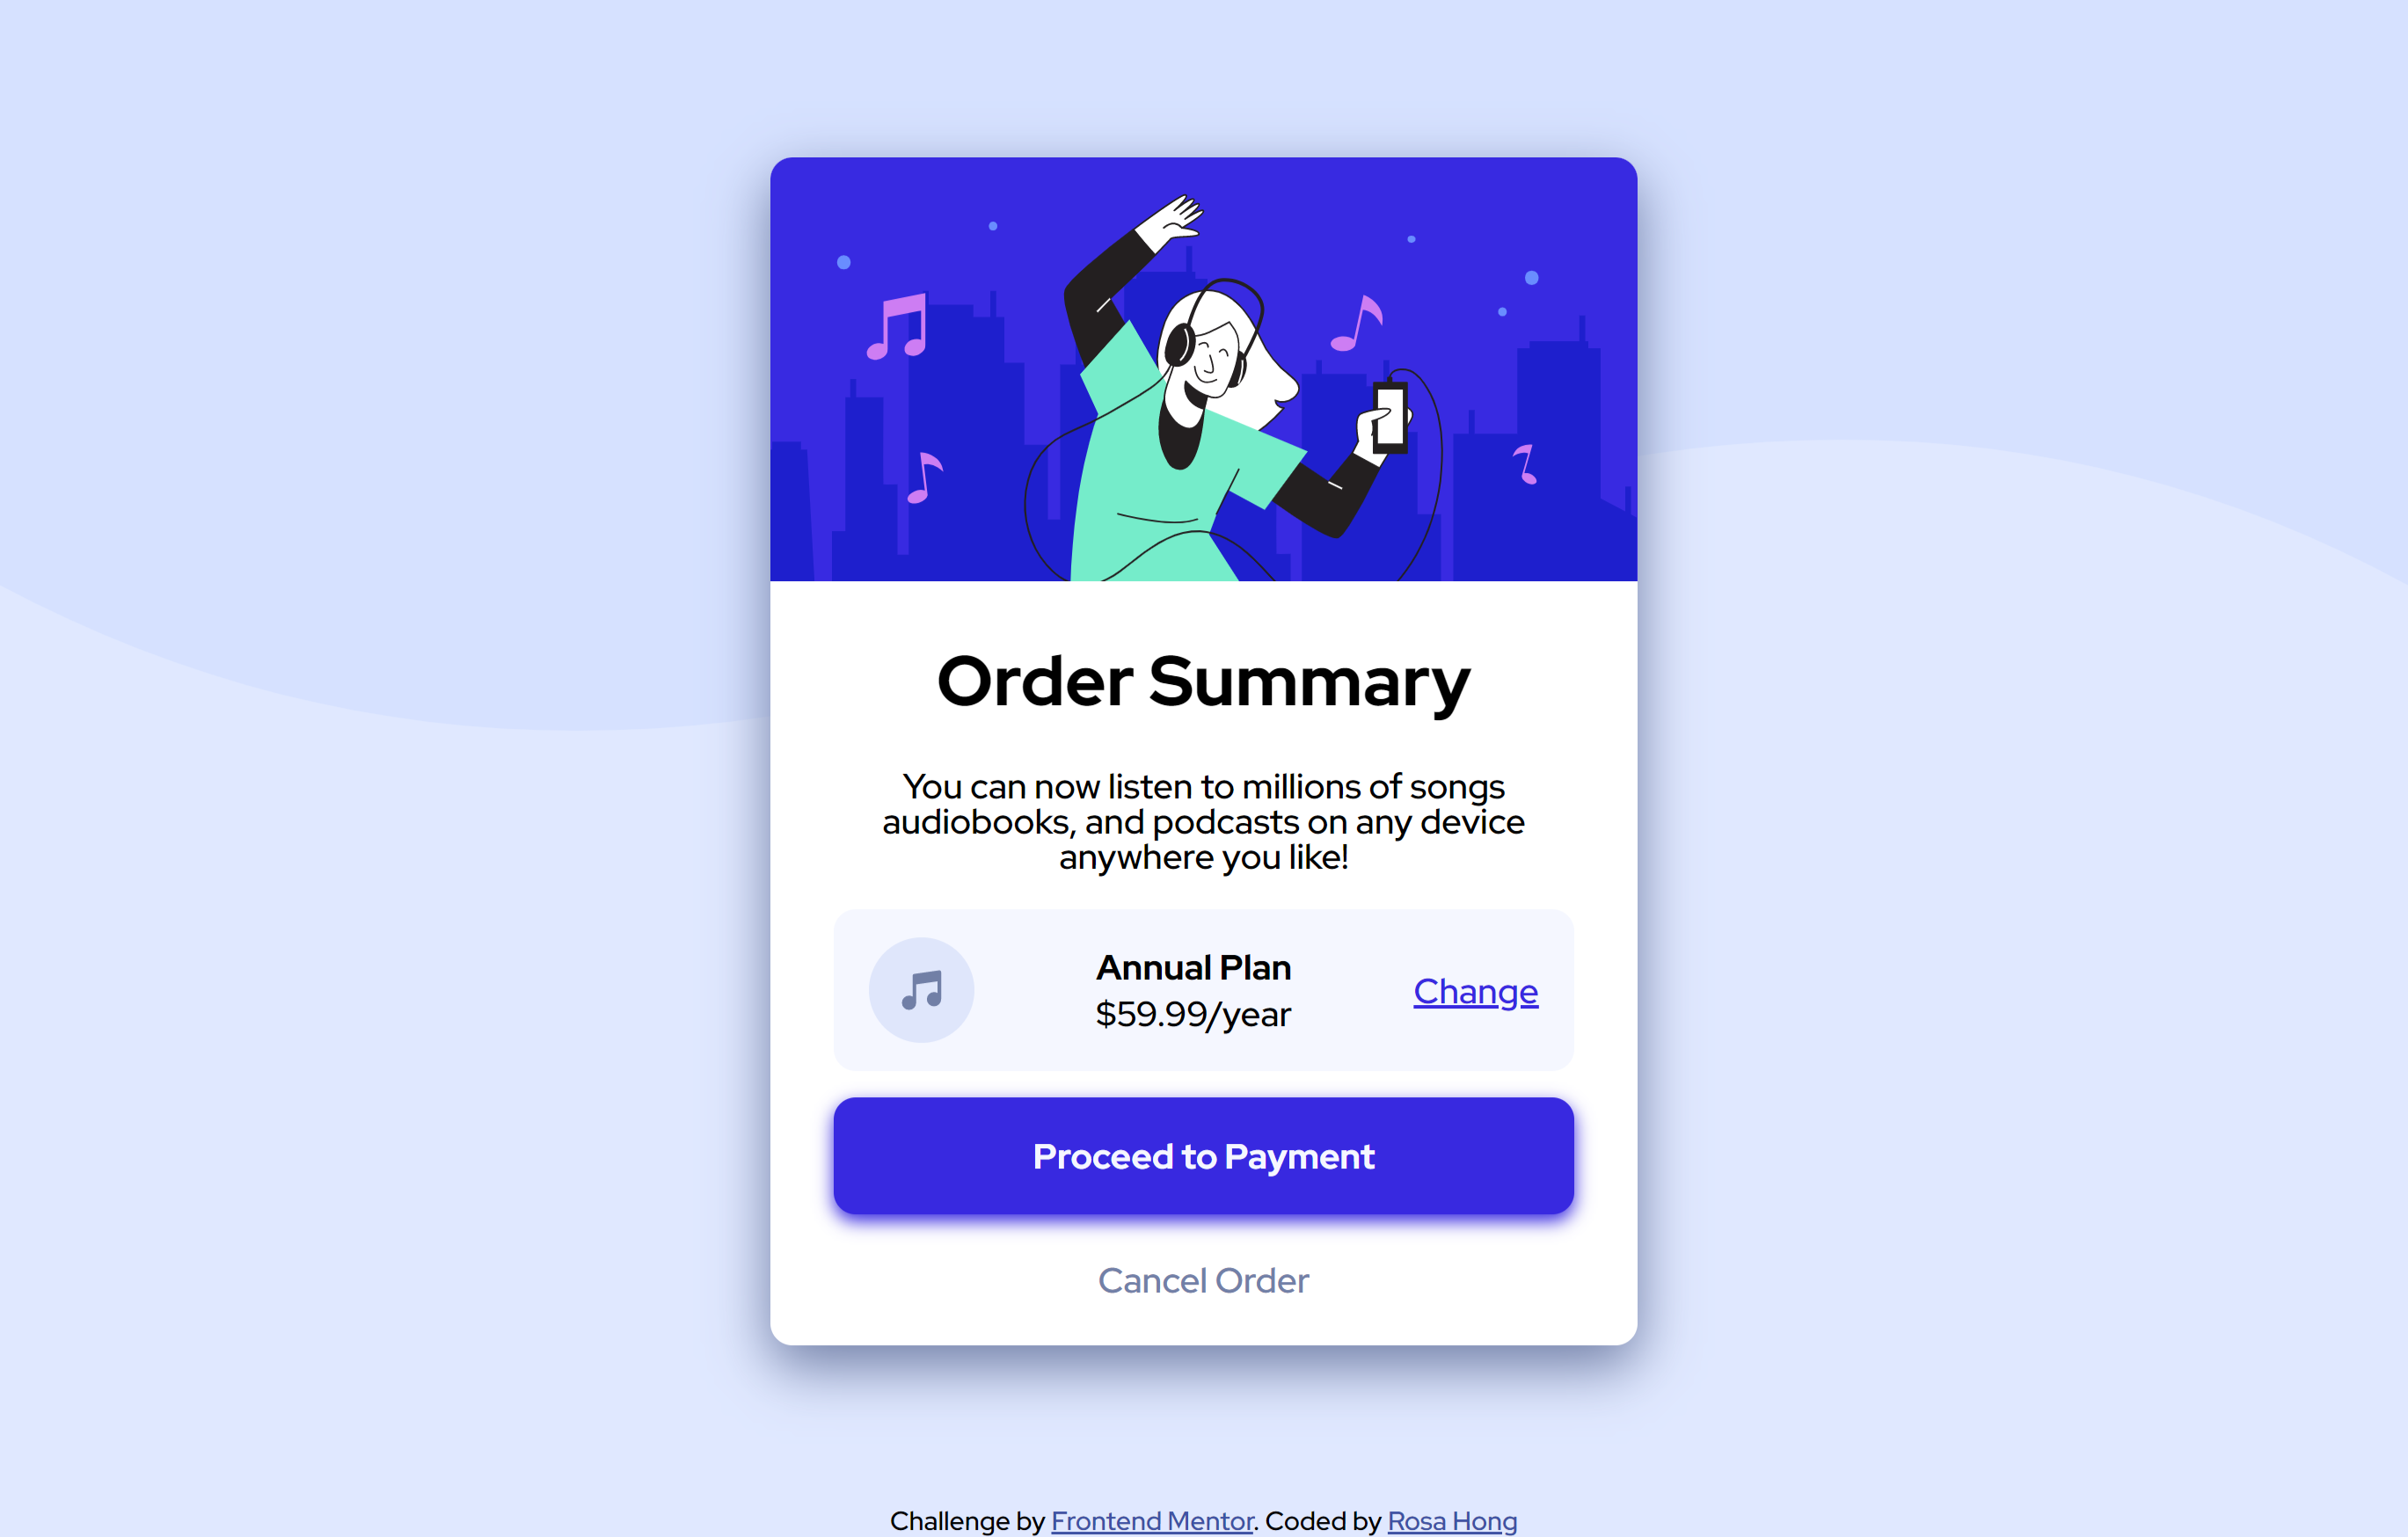 Order Summary
You can now listen to millions of songs
audiobooks, and podcasts on any device
anywhere you like!
Annual Plan
$59.99/year
Change
Proceed to Payment
Cancel Order
Challenge by Frontend Mentor. Coded by Rosa Hong